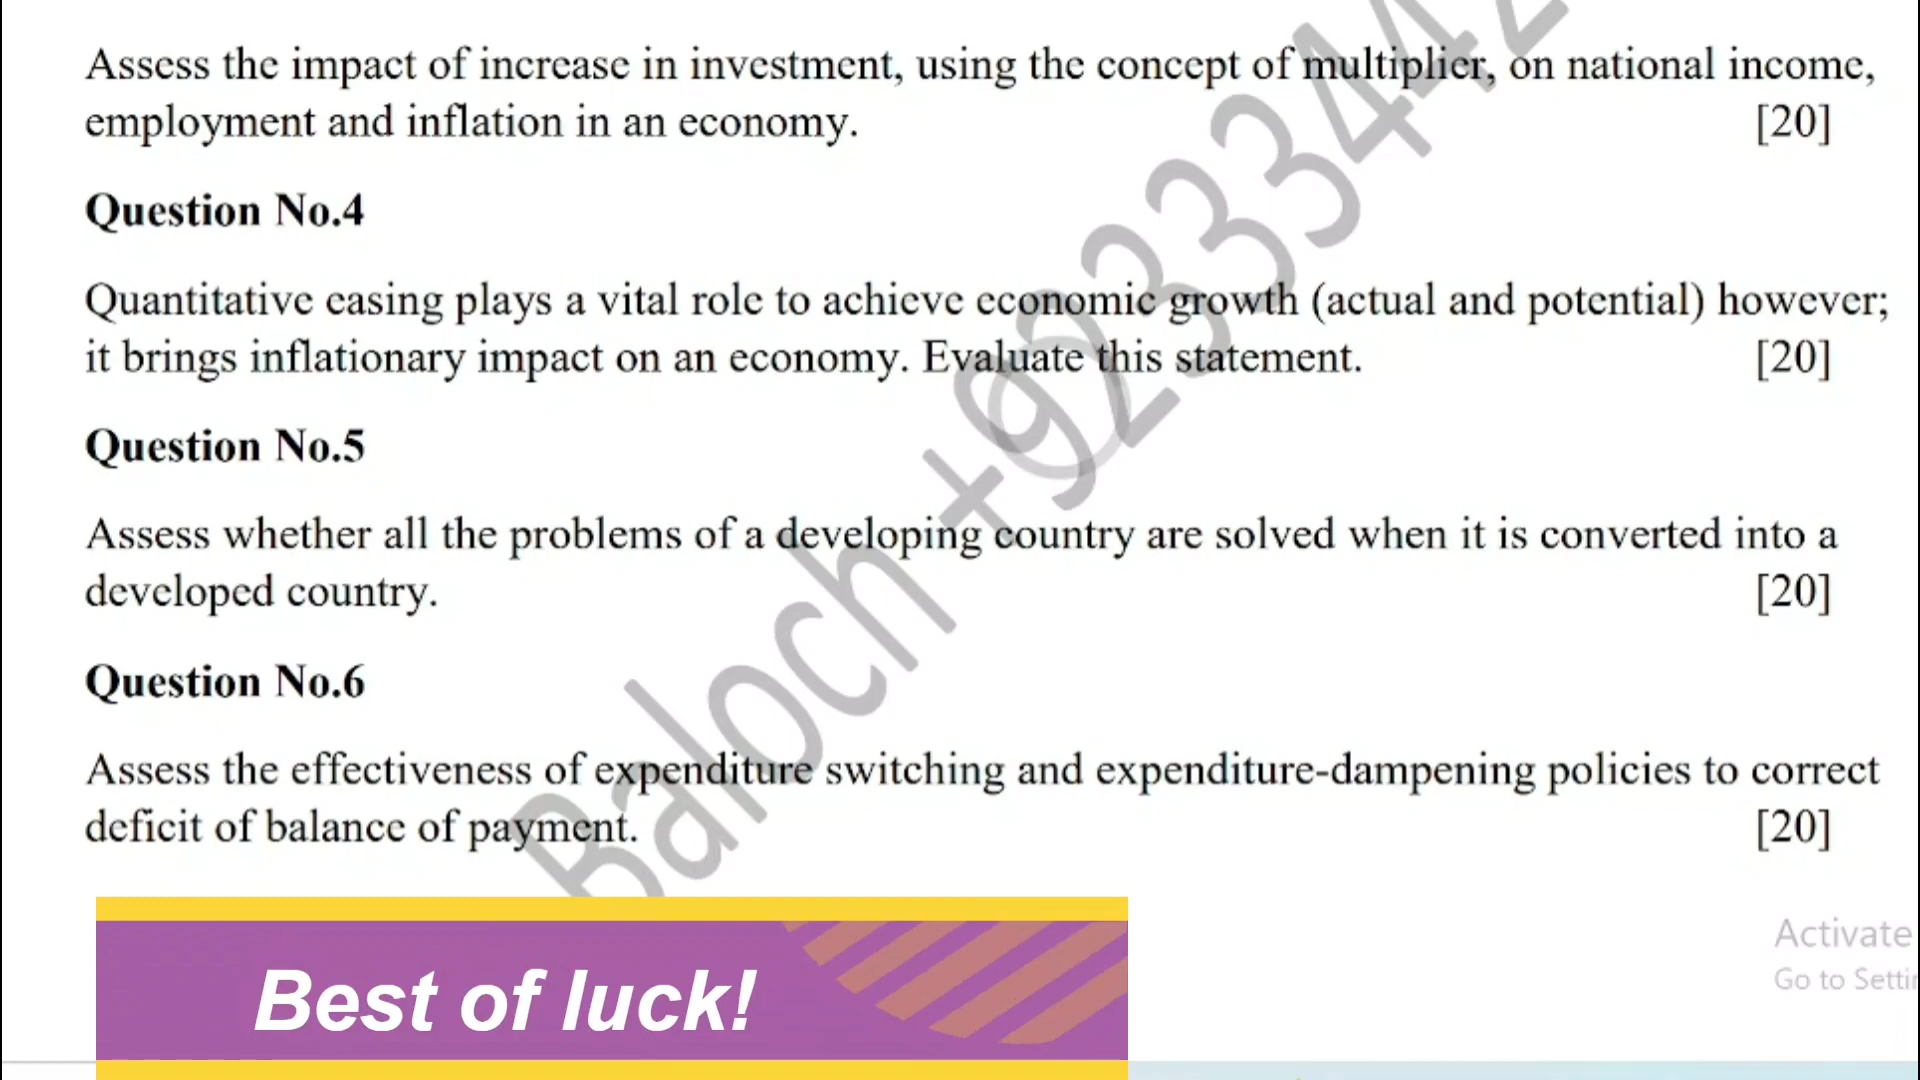 Assess the impact of increase in investment, using the concept of multiplier, on national income,
employment and inflation in an economy. [20]
Question No.4
Quantitative easing plays a vital role to achieve economic growth (actual and potential) however;
it brings inflationary impact on an economy. Evaluate this statement. [20]
Question No.5
Assess whether all the problems of a developing country are solved when it is converted into a
developed country. [20]
Question No.6
Assess the effectiveness of expenditure switching and expenditure-dampening policies to correct
deficit of balance of payment. [20]
Baloch +9233342
Activate
Go to Settin
Best of luck!